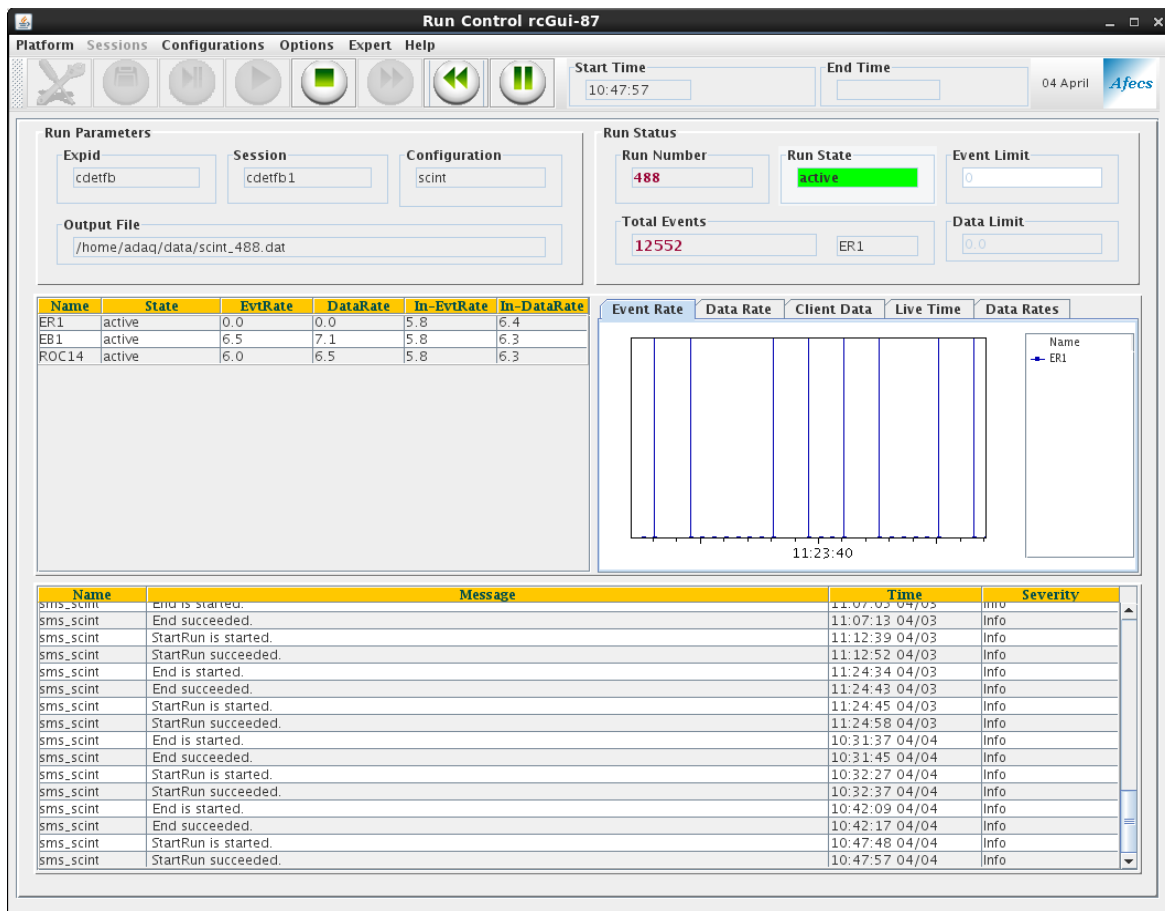 Run Control rcGui-87
Platform Sessions Configurations Options Expert Help
Start Time
10:47:57
End Time
04 April
Afecs
Run Parameters
Expid
cdetfb
Session
cdetfb1
Configuration
scint
Output File
/home/adaq/data/scint_488.dat
Run Status
Run Number
488
Run State
active
Event Limit
0
Total Events
12552
ER1
Data Limit
0.0
Name State EvtRate DataRate In-EvtRate In-DataRate
ER1 active 0.0 0.0 5.8 6.4
EB1 active 6.5 7.1 5.8 6.3
ROC14 active 6.0 6.5 5.8 6.3
Event Rate Data Rate Client Data Live Time Data Rates
Name
ER1
11:23:40
Name Message Time Severity
sms_scint End is started. 11:07:05 04/03 Info
sms_scint End succeeded. 11:07:13 04/03 Info
sms_scint StartRun is started. 11:12:39 04/03 Info
sms_scint StartRun succeeded. 11:12:52 04/03 Info
sms_scint End is started. 11:24:34 04/03 Info
sms_scint End succeeded. 11:24:43 04/03 Info
sms_scint StartRun is started. 11:24:45 04/03 Info
sms_scint StartRun succeeded. 11:24:58 04/03 Info
sms_scint End is started. 10:31:37 04/04 Info
sms_scint End succeeded. 10:31:45 04/04 Info
sms_scint StartRun is started. 10:32:27 04/04 Info
sms_scint StartRun succeeded. 10:32:37 04/04 Info
sms_scint End is started. 10:42:09 04/04 Info
sms_scint End succeeded. 10:42:17 04/04 Info
sms_scint StartRun is started. 10:47:48 04/04 Info
sms_scint StartRun succeeded. 10:47:57 04/04 Info